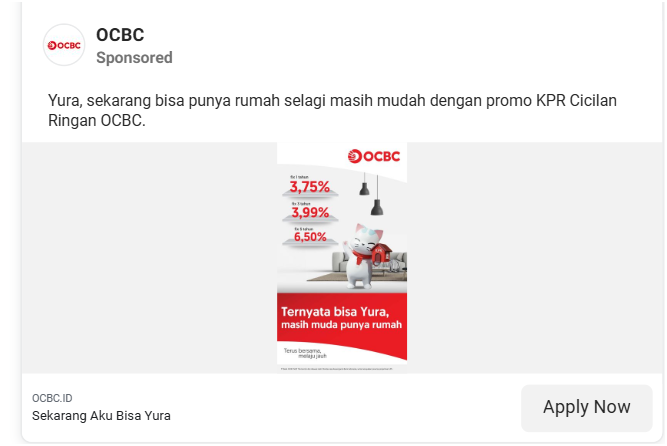 OCBC
OCBC
Sponsored
Yura, sekarang bisa punya rumah selagi masih mudah dengan promo KPR Cicilan
Ringan OCBC.
OCBC
3,75%
3,99%
6,50%
Ternyata bisa Yura,
masih muda punya rumah
Terus bersama,
melaju jauh
OCBC.ID
Sekarang Aku Bisa Yura
Apply Now